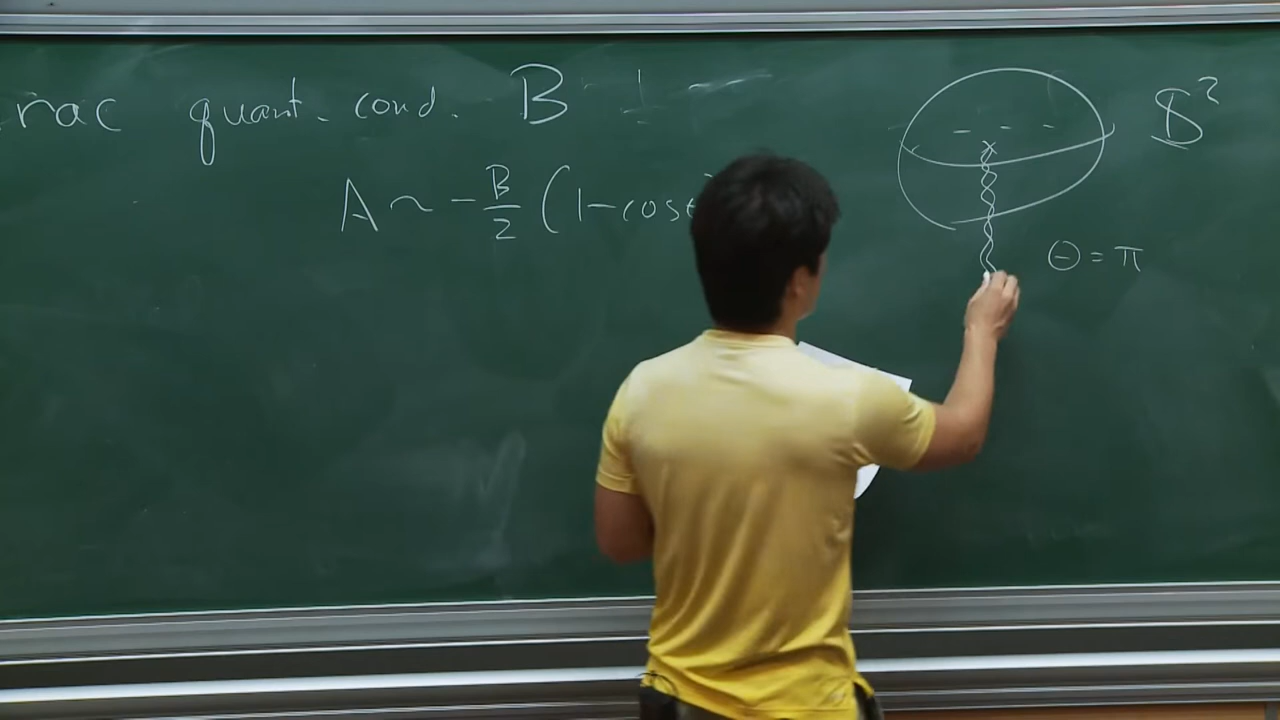 rac quant. cond. B
S²
A ~ -B/2 (1-cosθ
Θ = π